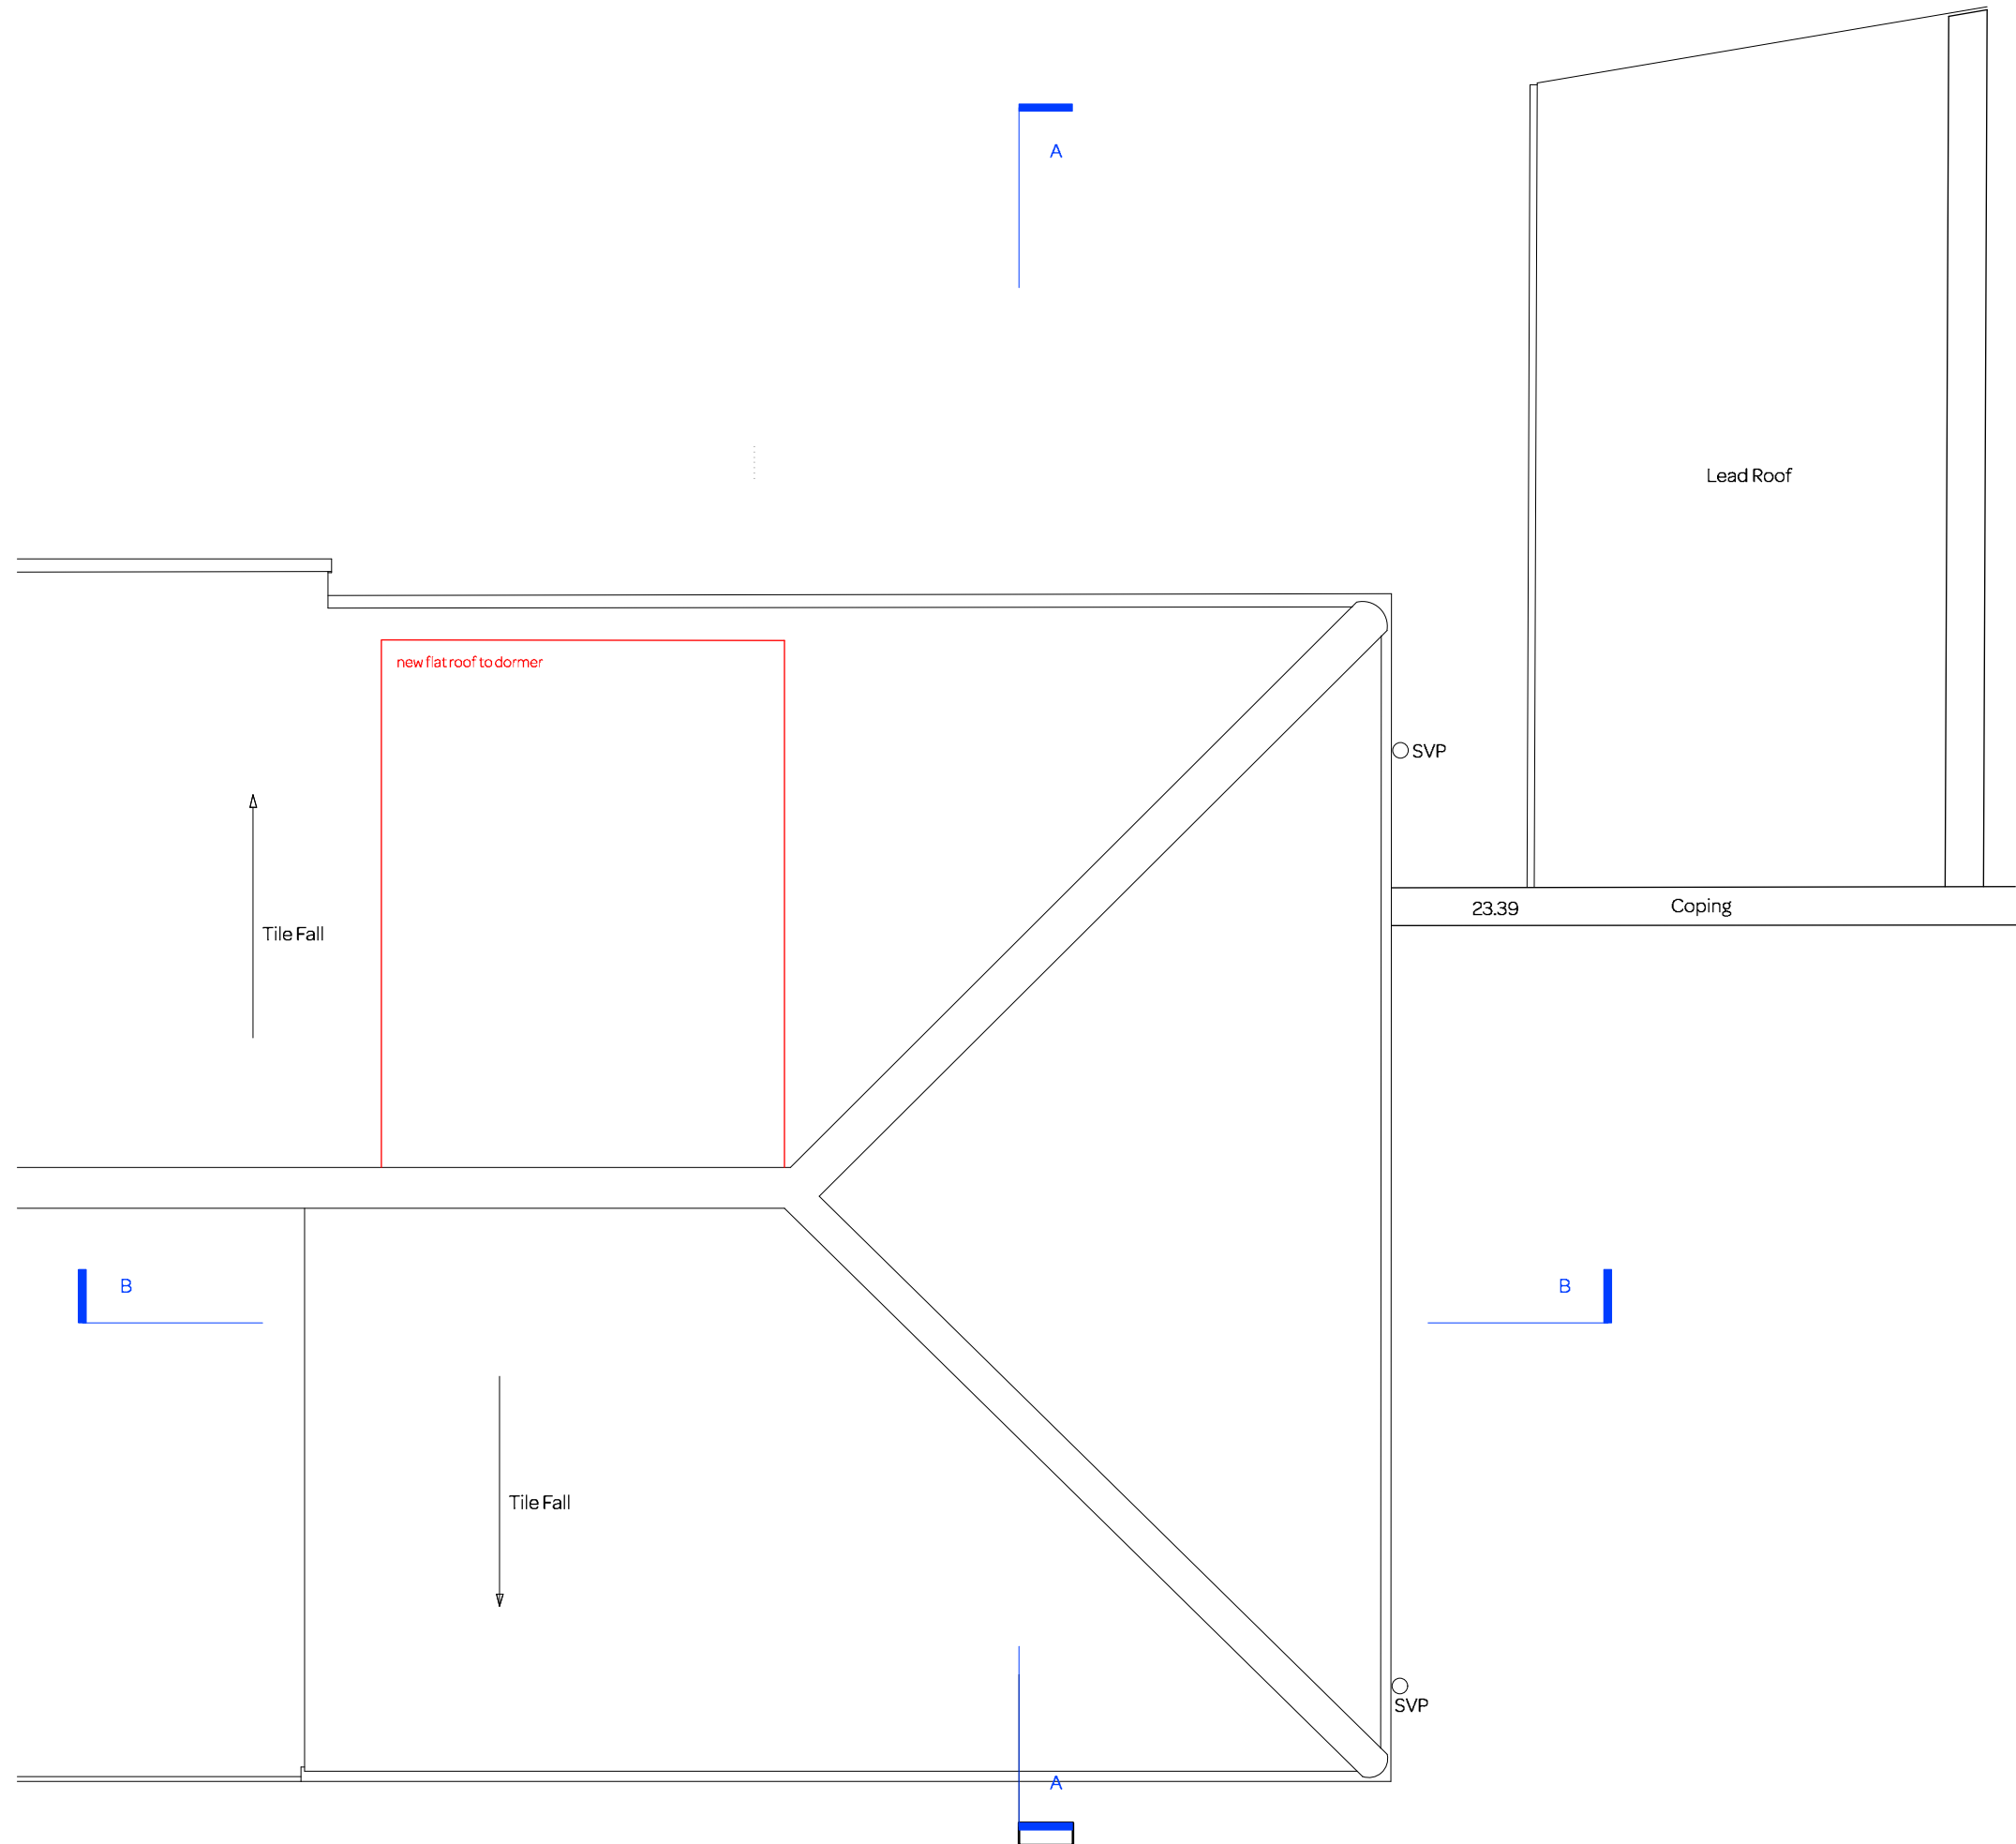 A
Lead Roof
new flat roof to dormer
SVP
23.39
Coping
Tile Fall
B
B
Tile Fall
SVP
A